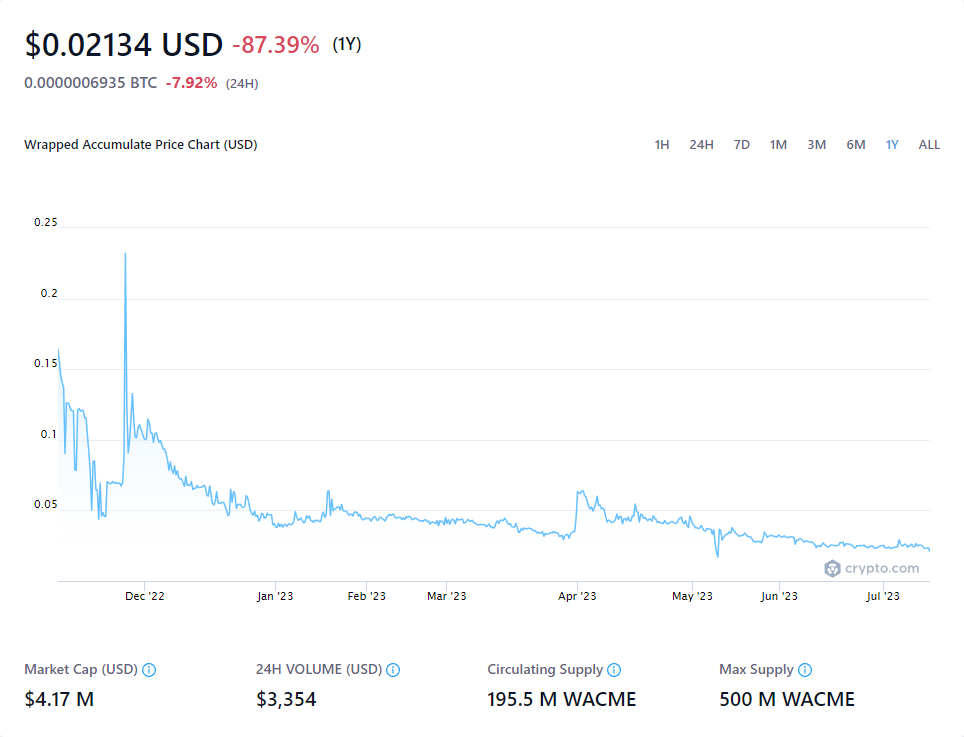 $0.02134 USD -87.39% (1Y)
0.0000006935 BTC -7.92% (24H)
Wrapped Accumulate Price Chart (USD) 1H 24H 7D 1M 3M 6M 1Y ALL
0.25
0.2
0.15
0.1
0.05
crypto.com
Dec '22 Jan '23 Feb '23 Mar '23 Apr '23 May '23 Jun '23 Jul '23
Market Cap (USD) 24H VOLUME (USD) Circulating Supply Max Supply
$4.17 M $3,354 195.5 M WACME 500 M WACME